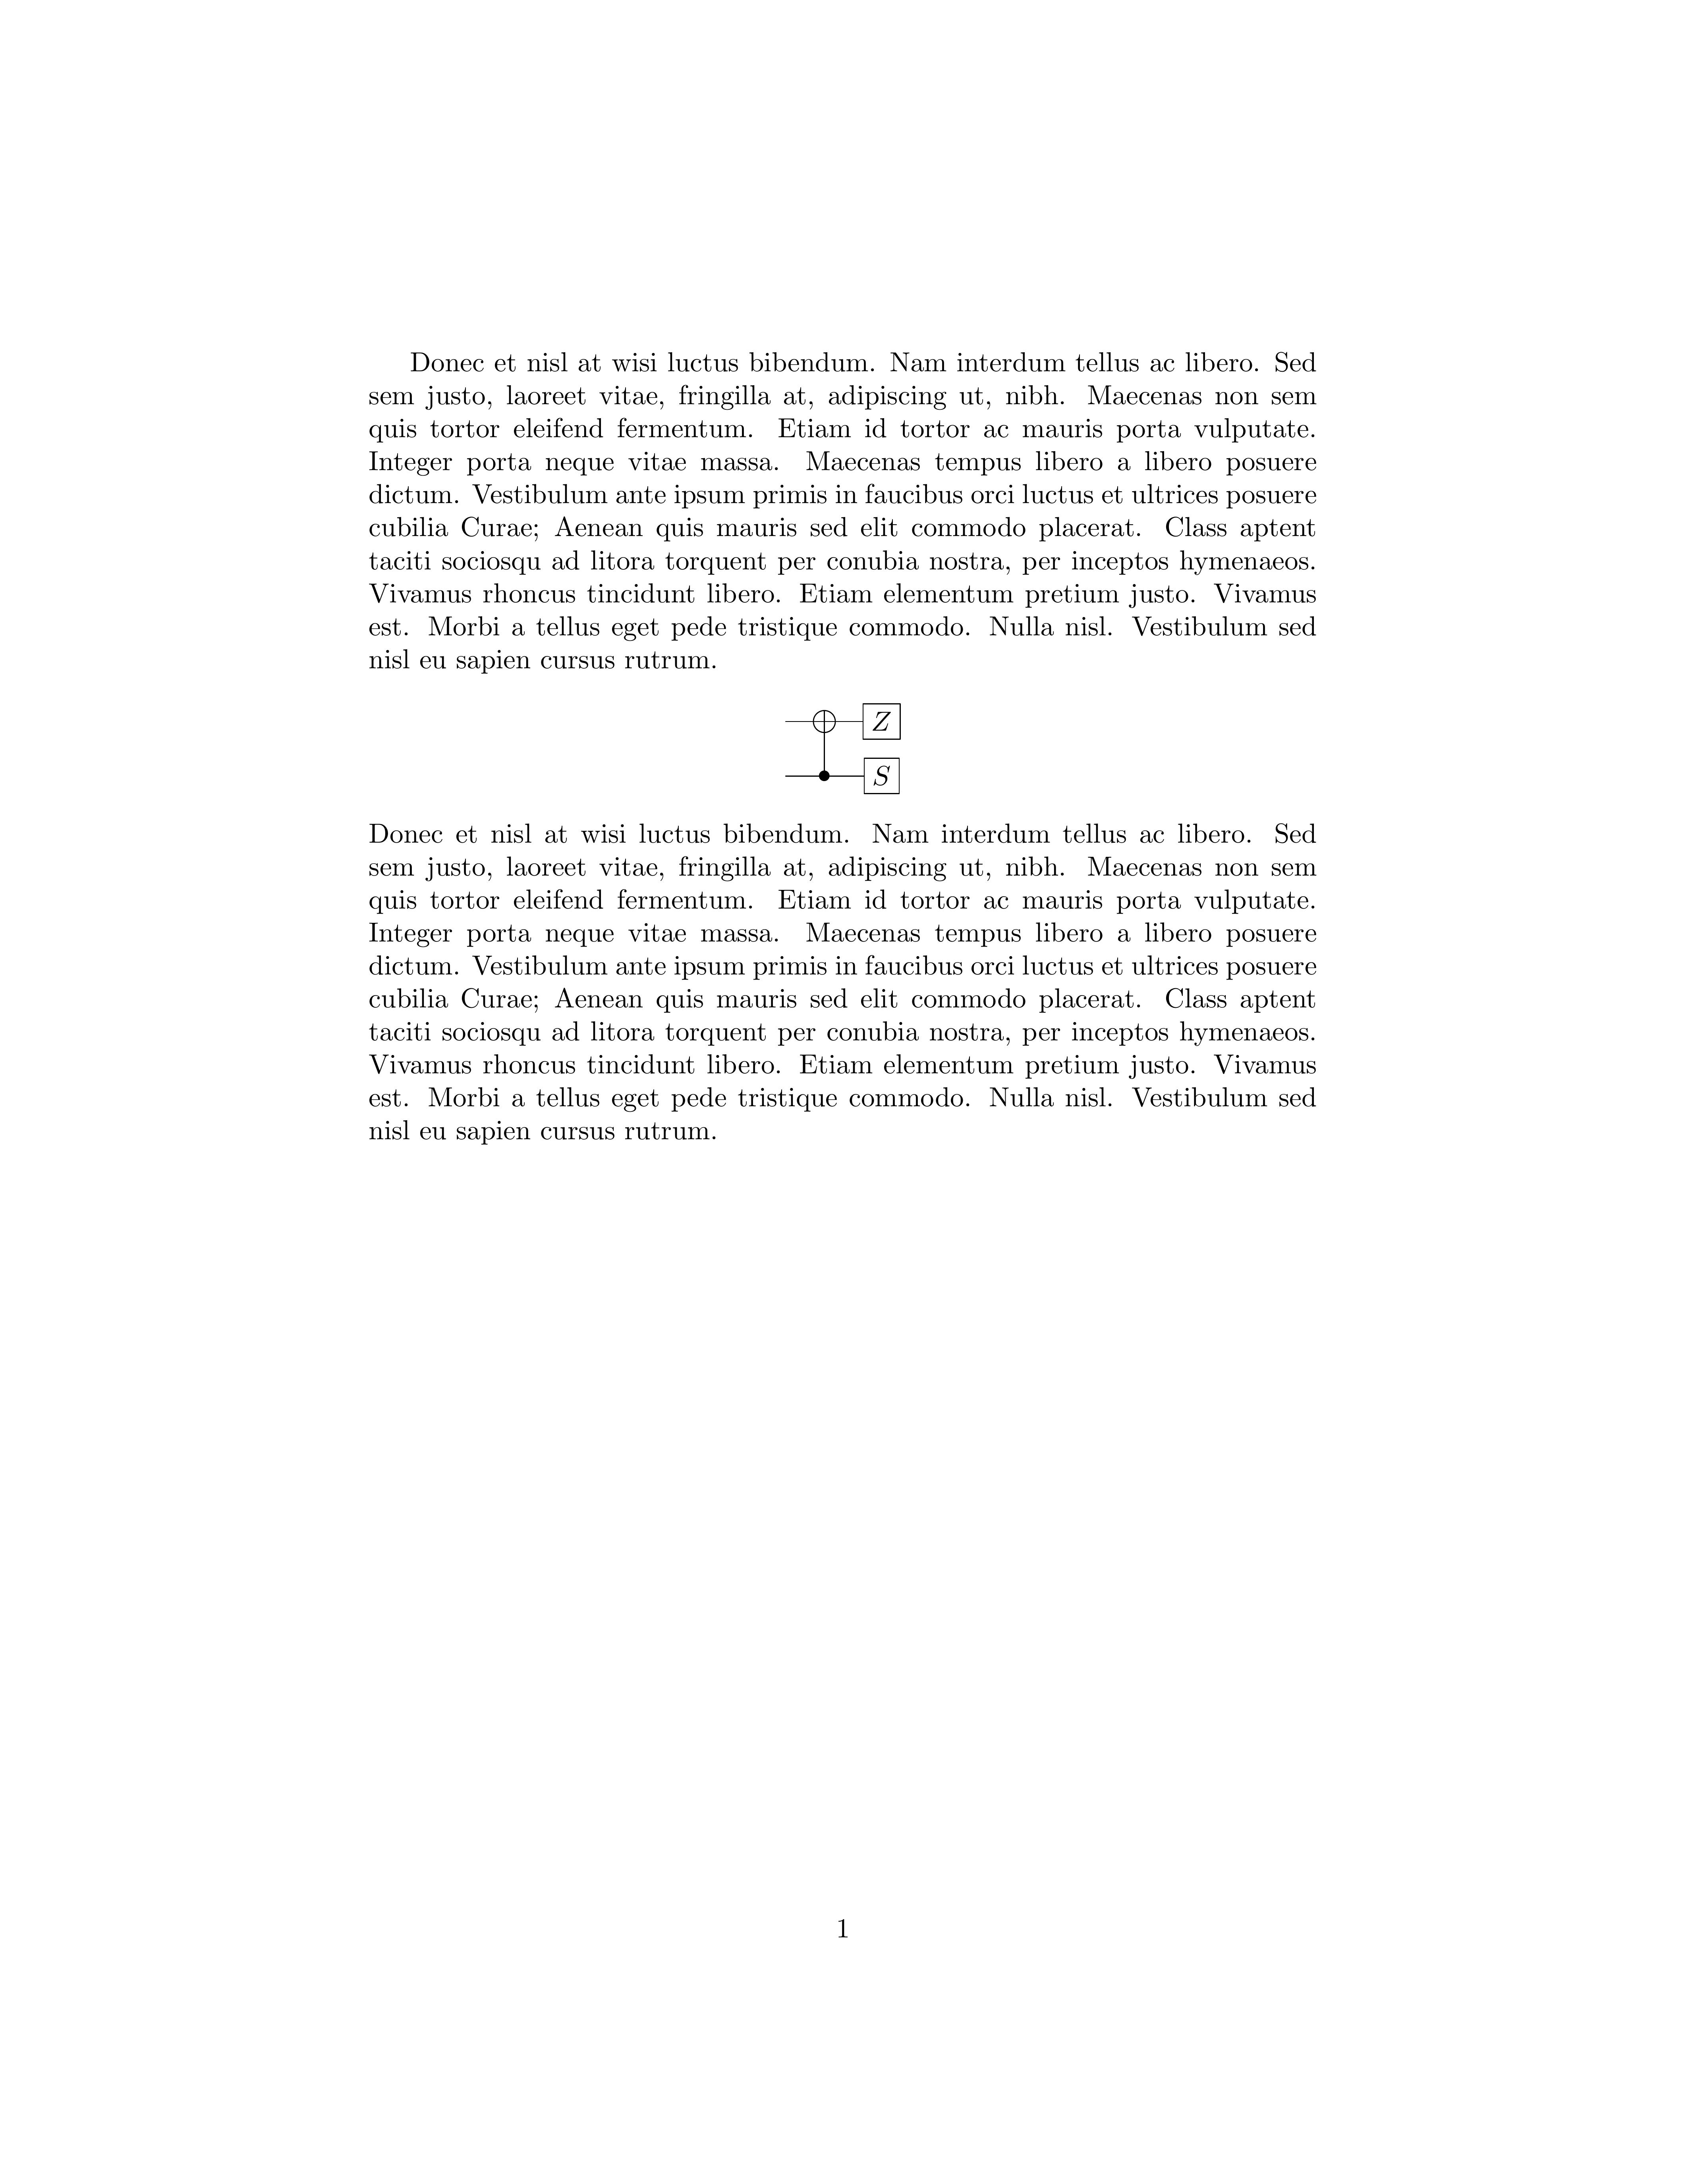 Donec et nisl at wisi luctus bibendum. Nam interdum tellus ac libero. Sed
sem justo, laoreet vitae, fringilla at, adipiscing ut, nibh. Maecenas non sem
quis tortor eleifend fermentum. Etiam id tortor ac mauris porta vulputate.
Integer porta neque vitae massa. Maecenas tempus libero a libero posuere
dictum. Vestibulum ante ipsum primis in faucibus orci luctus et ultrices posuere
cubilia Curae; Aenean quis mauris sed elit commodo placerat. Class aptent
taciti sociosqu ad litora torquent per conubia nostra, per inceptos hymenaeos.
Vivamus rhoncus tincidunt libero. Etiam elementum pretium justo. Vivamus
est. Morbi a tellus eget pede tristique commodo. Nulla nisl. Vestibulum sed
nisl eu sapien cursus rutrum.
Z
S
Donec et nisl at wisi luctus bibendum. Nam interdum tellus ac libero. Sed
sem justo, laoreet vitae, fringilla at, adipiscing ut, nibh. Maecenas non sem
quis tortor eleifend fermentum. Etiam id tortor ac mauris porta vulputate.
Integer porta neque vitae massa. Maecenas tempus libero a libero posuere
dictum. Vestibulum ante ipsum primis in faucibus orci luctus et ultrices posuere
cubilia Curae; Aenean quis mauris sed elit commodo placerat. Class aptent
taciti sociosqu ad litora torquent per conubia nostra, per inceptos hymenaeos.
Vivamus rhoncus tincidunt libero. Etiam elementum pretium justo. Vivamus
est. Morbi a tellus eget pede tristique commodo. Nulla nisl. Vestibulum sed
nisl eu sapien cursus rutrum.
1